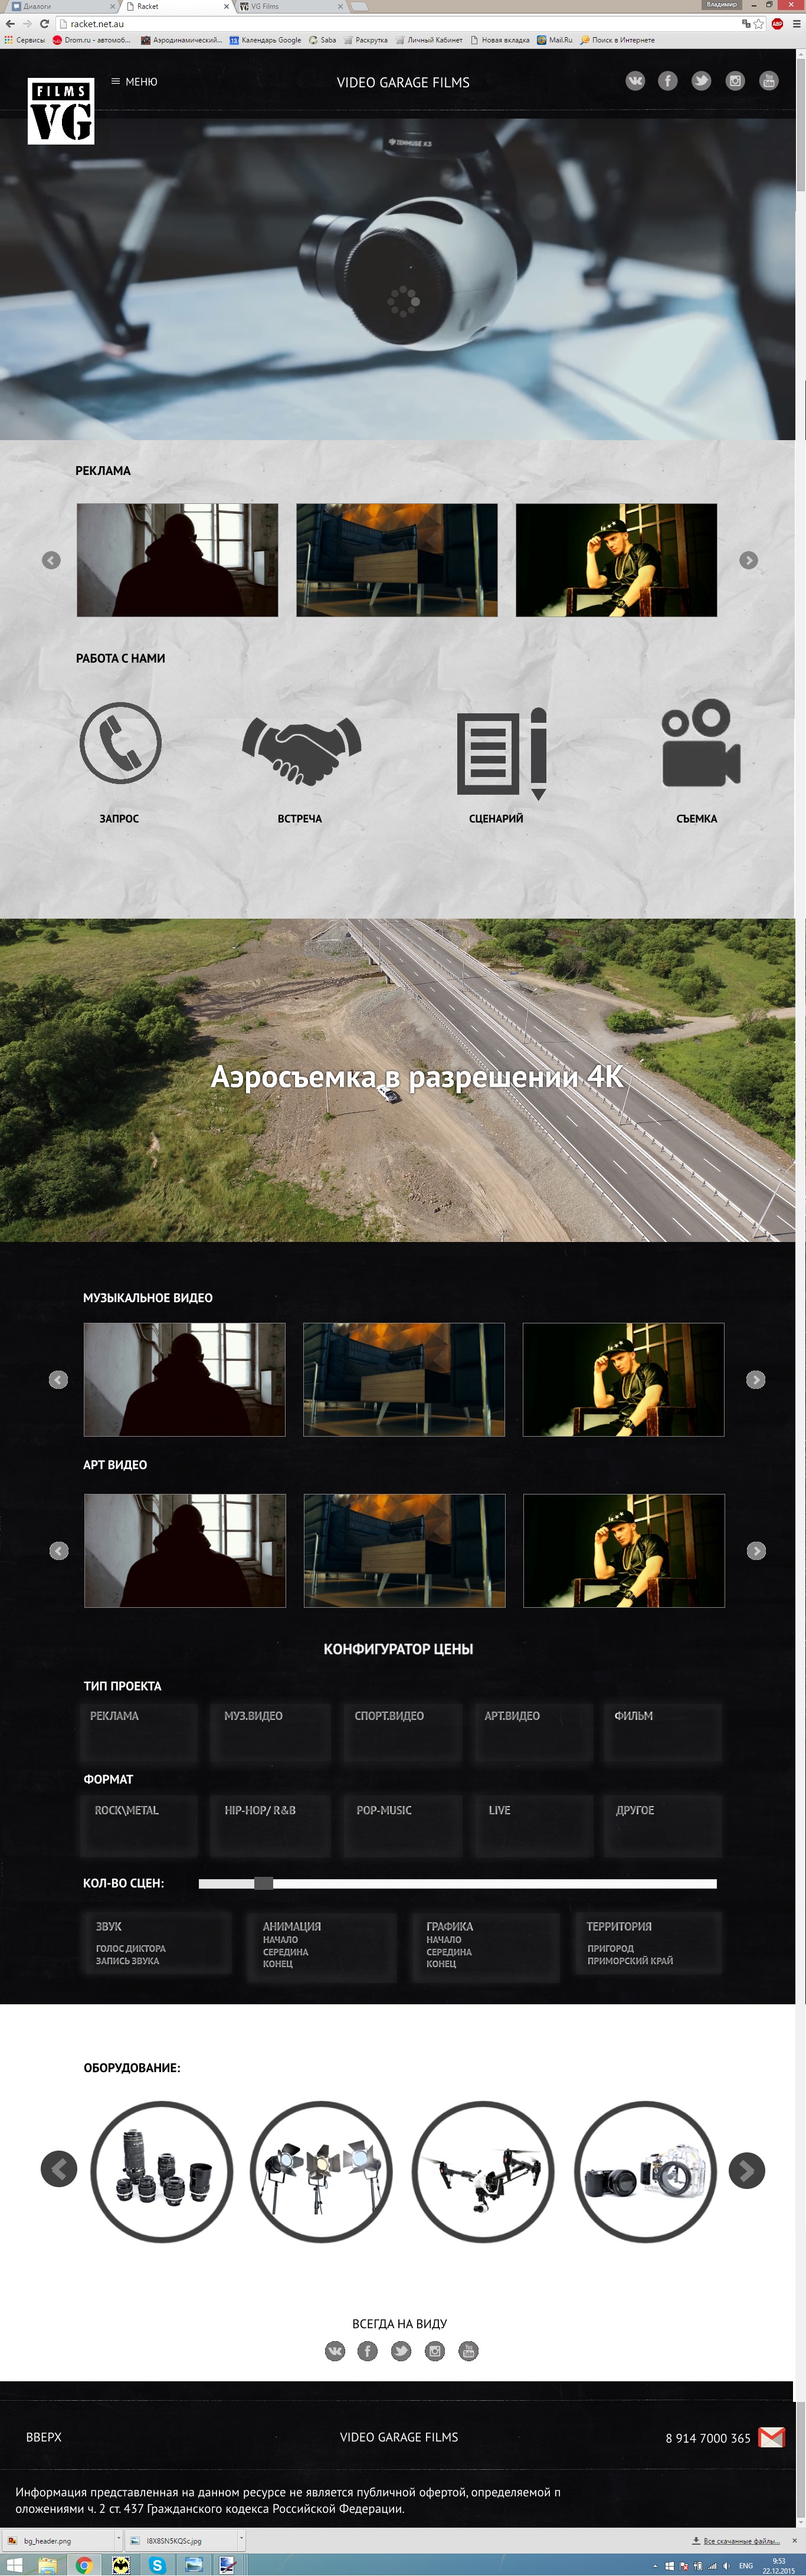 Диалоги
Racket
VG Films
Владимир
racket.net.au
ABP
Сервисы
Drom.ru - автомоб...
Аэродинамический...
Календарь Google
Saba
Раскрутка
Личный Кабинет
Новая вкладка
Mail.Ru
Поиск в Интернете
FILMS
VG
МЕНЮ
VIDEO GARAGE FILMS
You
РЕКЛАМА
РАБОТА С НАМИ
ЗАПРОС
ВСТРЕЧА
СЦЕНАРИЙ
СЪЕМКА
Аэросъемка в разрешении 4К
МУЗЫКАЛЬНОЕ ВИДЕО
АРТ ВИДЕО
КОНФИГУРАТОР ЦЕНЫ
ТИП ПРОЕКТА
РЕКЛАМА
МУЗ.ВИДЕО
СПОРТ.ВИДЕО
АРТ.ВИДЕО
ФИЛЬМ
ФОРМАТ
ROCK\METAL
HIP-HOP/ R&B
POP-MUSIC
LIVE
ДРУГОЕ
КОЛ-ВО СЦЕН:
ЗВУК
ГОЛОС ДИКТОРА
ЗАПИСЬ ЗВУКА
АНИМАЦИЯ
НАЧАЛО
СЕРЕДИНА
КОНЕЦ
ГРАФИКА
НАЧАЛО
СЕРЕДИНА
КОНЕЦ
ТЕРРИТОРИЯ
ПРИГОРОД
ПРИМОРСКИЙ КРАЙ
ОБОРУДОВАНИЕ:
ВСЕГДА НА ВИДУ
You
ВВЕРХ
VIDEO GARAGE FILMS
8 914 7000 365
Информация представленная на данном ресурсе не является публичной офертой, определяемой п
оложениями ч. 2 ст. 437 Гражданского кодекса Российской Федерации.
bg_header.png
I8X8SN5KQSc.jpg
Все скачанные файлы...
ENG
9:53
22.12.2015